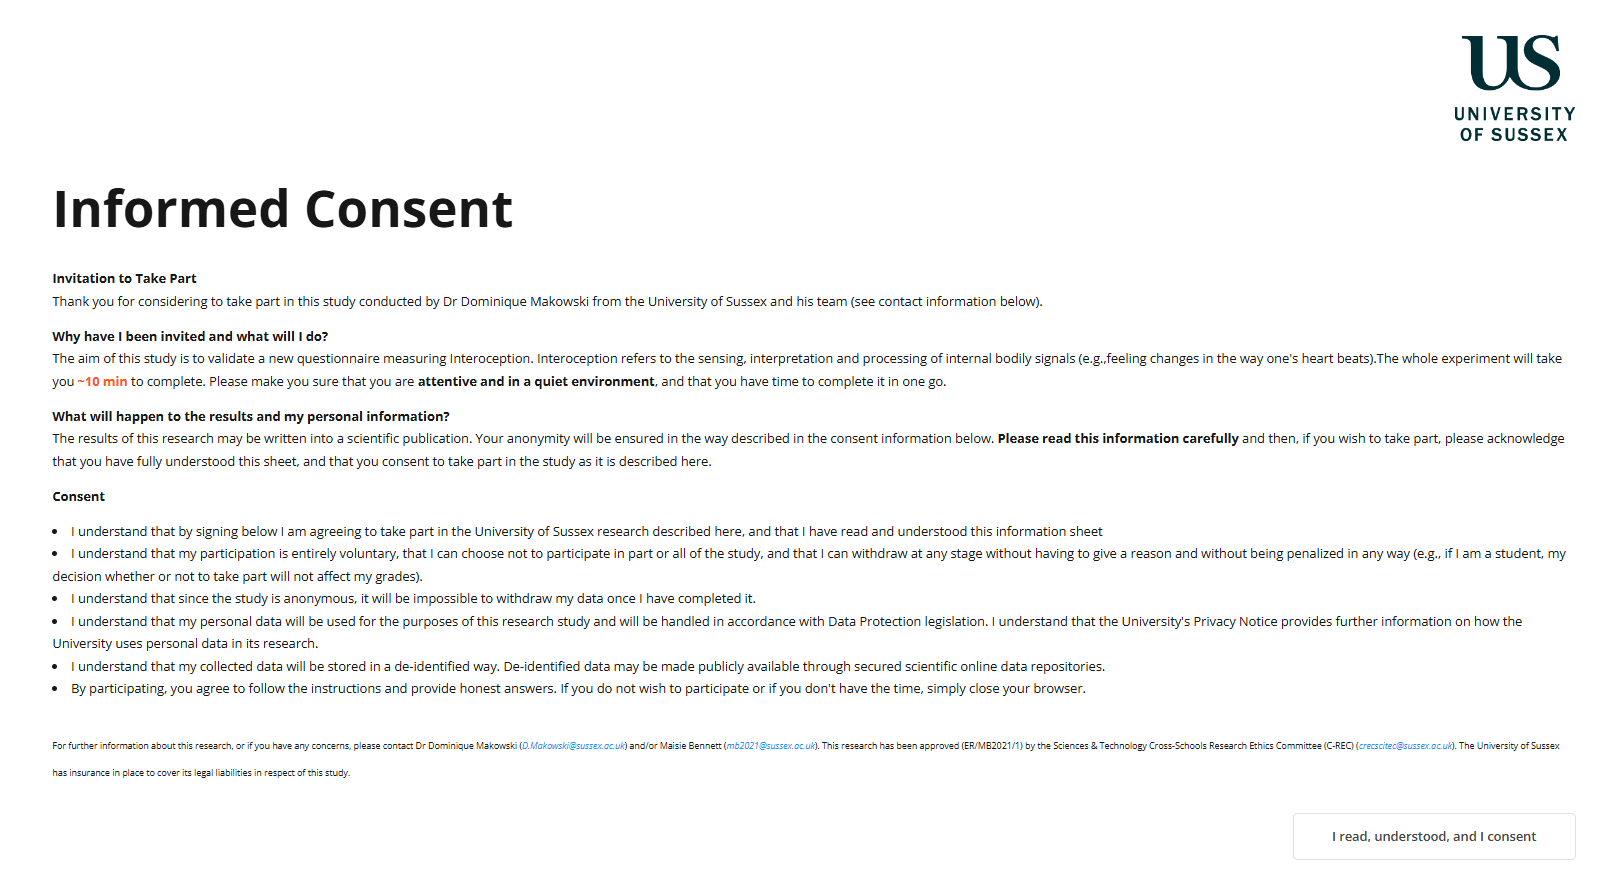 US
UNIVERSITY
OF SUSSEX
Informed Consent
Invitation to Take Part
Thank you for considering to take part in this study conducted by Dr Dominique Makowski from the University of Sussex and his team (see contact information below).
Why have I been invited and what will I do?
The aim of this study is to validate a new questionnaire measuring Interoception. Interoception refers to the sensing, interpretation and processing of internal bodily signals (e.g.,feeling changes in the way one's heart beats).The whole experiment will take
you ~10 min to complete. Please make you sure that you are attentive and in a quiet environment, and that you have time to complete it in one go.
What will happen to the results and my personal information?
The results of this research may be written into a scientific publication. Your anonymity will be ensured in the way described in the consent information below. Please read this information carefully and then, if you wish to take part, please acknowledge
that you have fully understood this sheet, and that you consent to take part in the study as it is described here.
Consent
• I understand that by signing below I am agreeing to take part in the University of Sussex research described here, and that I have read and understood this information sheet
• I understand that my participation is entirely voluntary, that I can choose not to participate in part or all of the study, and that I can withdraw at any stage without having to give a reason and without being penalized in any way (e.g., if I am a student, my
decision whether or not to take part will not affect my grades).
• I understand that since the study is anonymous, it will be impossible to withdraw my data once I have completed it.
• I understand that my personal data will be used for the purposes of this research study and will be handled in accordance with Data Protection legislation. I understand that the University's Privacy Notice provides further information on how the
University uses personal data in its research.
• I understand that my collected data will be stored in a de-identified way. De-identified data may be made publicly available through secured scientific online data repositories.
• By participating, you agree to follow the instructions and provide honest answers. If you do not wish to participate or if you don't have the time, simply close your browser.
For further information about this research, or if you have any concerns, please contact Dr Dominique Makowski (D.Makowski@sussex.ac.uk) and/or Maisie Bennett (mb2021@sussex.ac.uk). This research has been approved (ER/MB2021/1) by the Sciences & Technology Cross-Schools Research Ethics Committee (C-REC) (crecscitec@sussex.ac.uk). The University of Sussex
has insurance in place to cover its legal liabilities in respect of this study.
I read, understood, and I consent